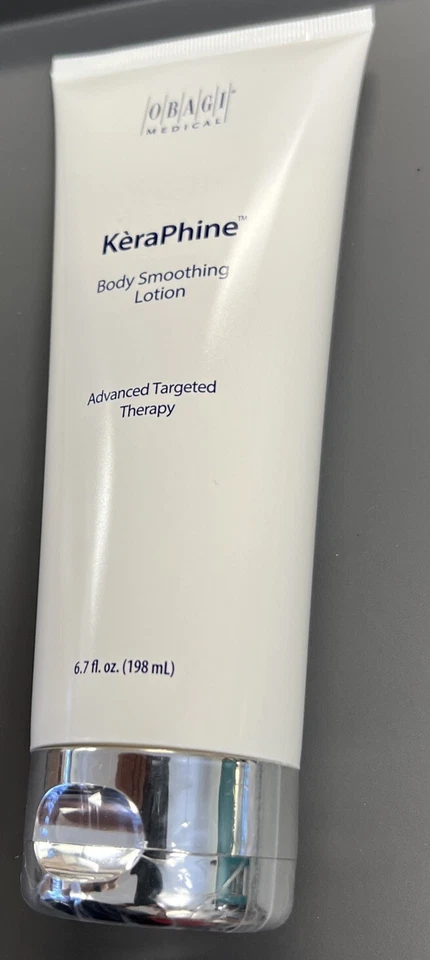 OBAGI
MEDICAL
KèraPhine™
Body Smoothing
Lotion
Advanced Targeted
Therapy
6.7 fl. oz. (198 mL)